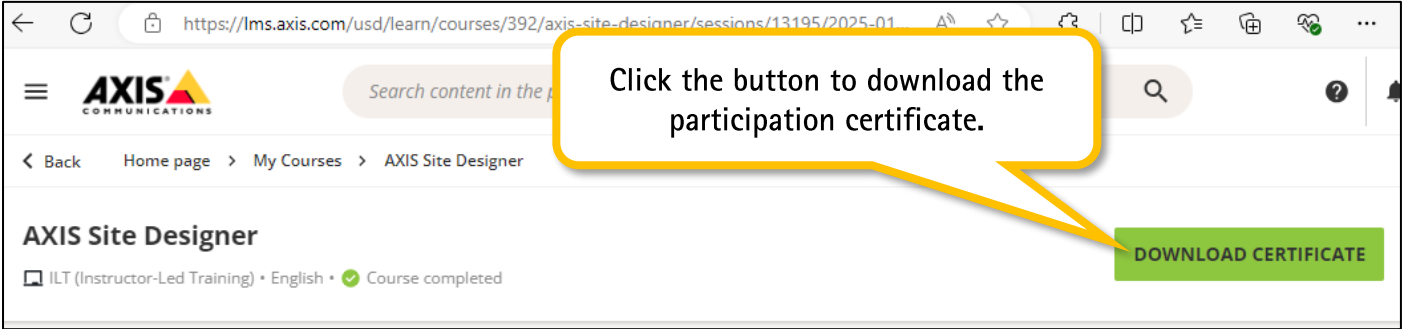 https://lms.axis.com/usd/learn/courses/392/axis-site-designer/sessions/13195/2025-01...
AXIS
COMMUNICATIONS
Search content in the
Click the button to download the
participation certificate.
Back Home page > My Courses > AXIS Site Designer
AXIS Site Designer
ILT (Instructor-Led Training) • English • Course completed
DOWNLOAD CERTIFICATE